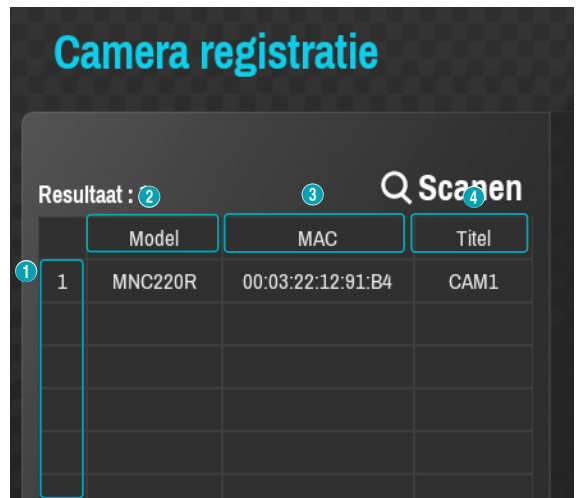 Camera registratie
Resultaat :
Scanen
2
3
4
Model MAC Titel
1
1 MNC220R 00:03:22:12:91:B4 CAM1